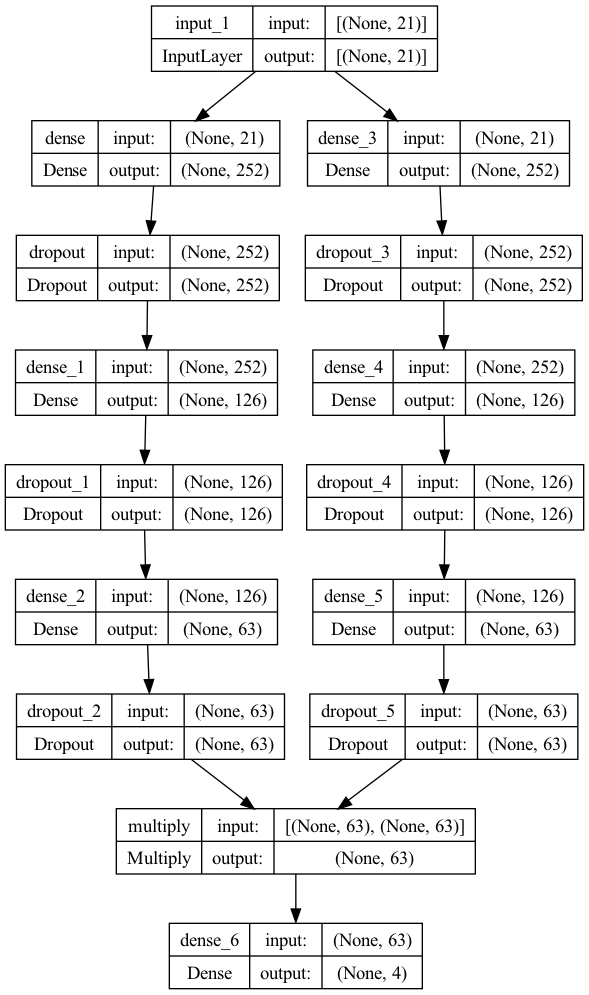 input_1 input: [(None, 21)]
InputLayer output: [(None, 21)]
dense input: (None, 21)
Dense output: (None, 252)
dense_3 input: (None, 21)
Dense output: (None, 252)
dropout input: (None, 252)
Dropout output: (None, 252)
dropout_3 input: (None, 252)
Dropout output: (None, 252)
dense_1 input: (None, 252)
Dense output: (None, 126)
dense_4 input: (None, 252)
Dense output: (None, 126)
dropout_1 input: (None, 126)
Dropout output: (None, 126)
dropout_4 input: (None, 126)
Dropout output: (None, 126)
dense_2 input: (None, 126)
Dense output: (None, 63)
dense_5 input: (None, 126)
Dense output: (None, 63)
dropout_2 input: (None, 63)
Dropout output: (None, 63)
dropout_5 input: (None, 63)
Dropout output: (None, 63)
multiply input: [(None, 63), (None, 63)]
Multiply output: (None, 63)
dense_6 input: (None, 63)
Dense output: (None, 4)